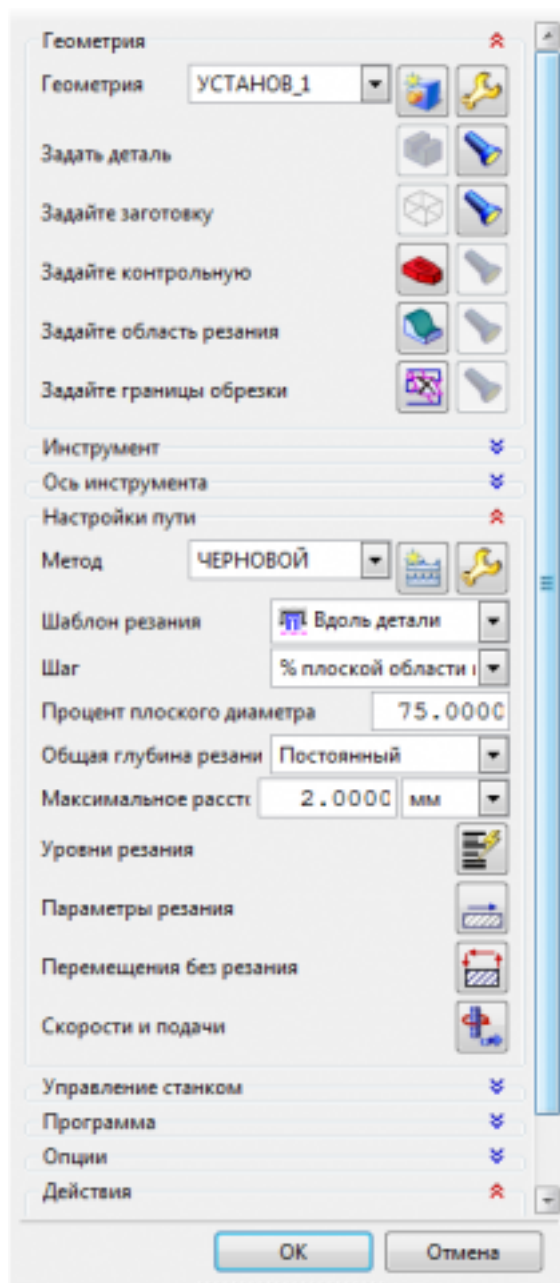 Геометрия
Геометрия УСТАНОВ_1
Задать деталь
Задайте заготовку
Задайте контрольную
Задайте область резания
Задайте границы обрезки
Инструмент
Ось инструмента
Настройки пути
Метод ЧЕРНОВОЙ
Шаблон резания Вдоль детали
Шаг % плоской области
Процент плоского диаметра 75.0000
Общая глубина резани Постоянный
Максимальное расстс 2.0000 мм
Уровни резания
Параметры резания
Перемещения без резания
Скорости и подачи
Управление станком
Программа
Опции
Действия
ОК Отмена